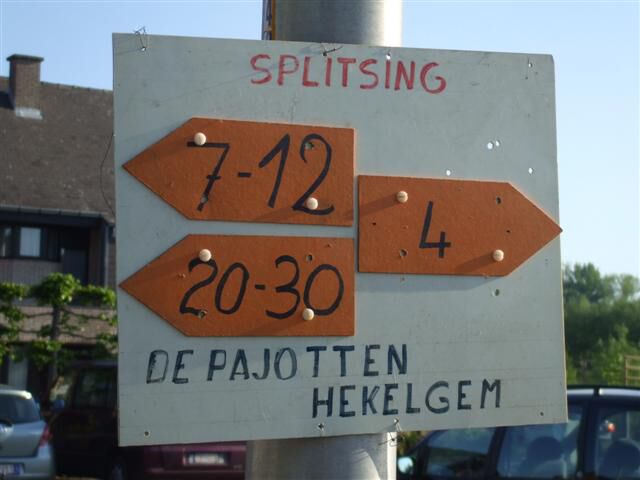 SPLITSING
7-12
4
20-30
DE PAJOTTEN
HEKELGEM